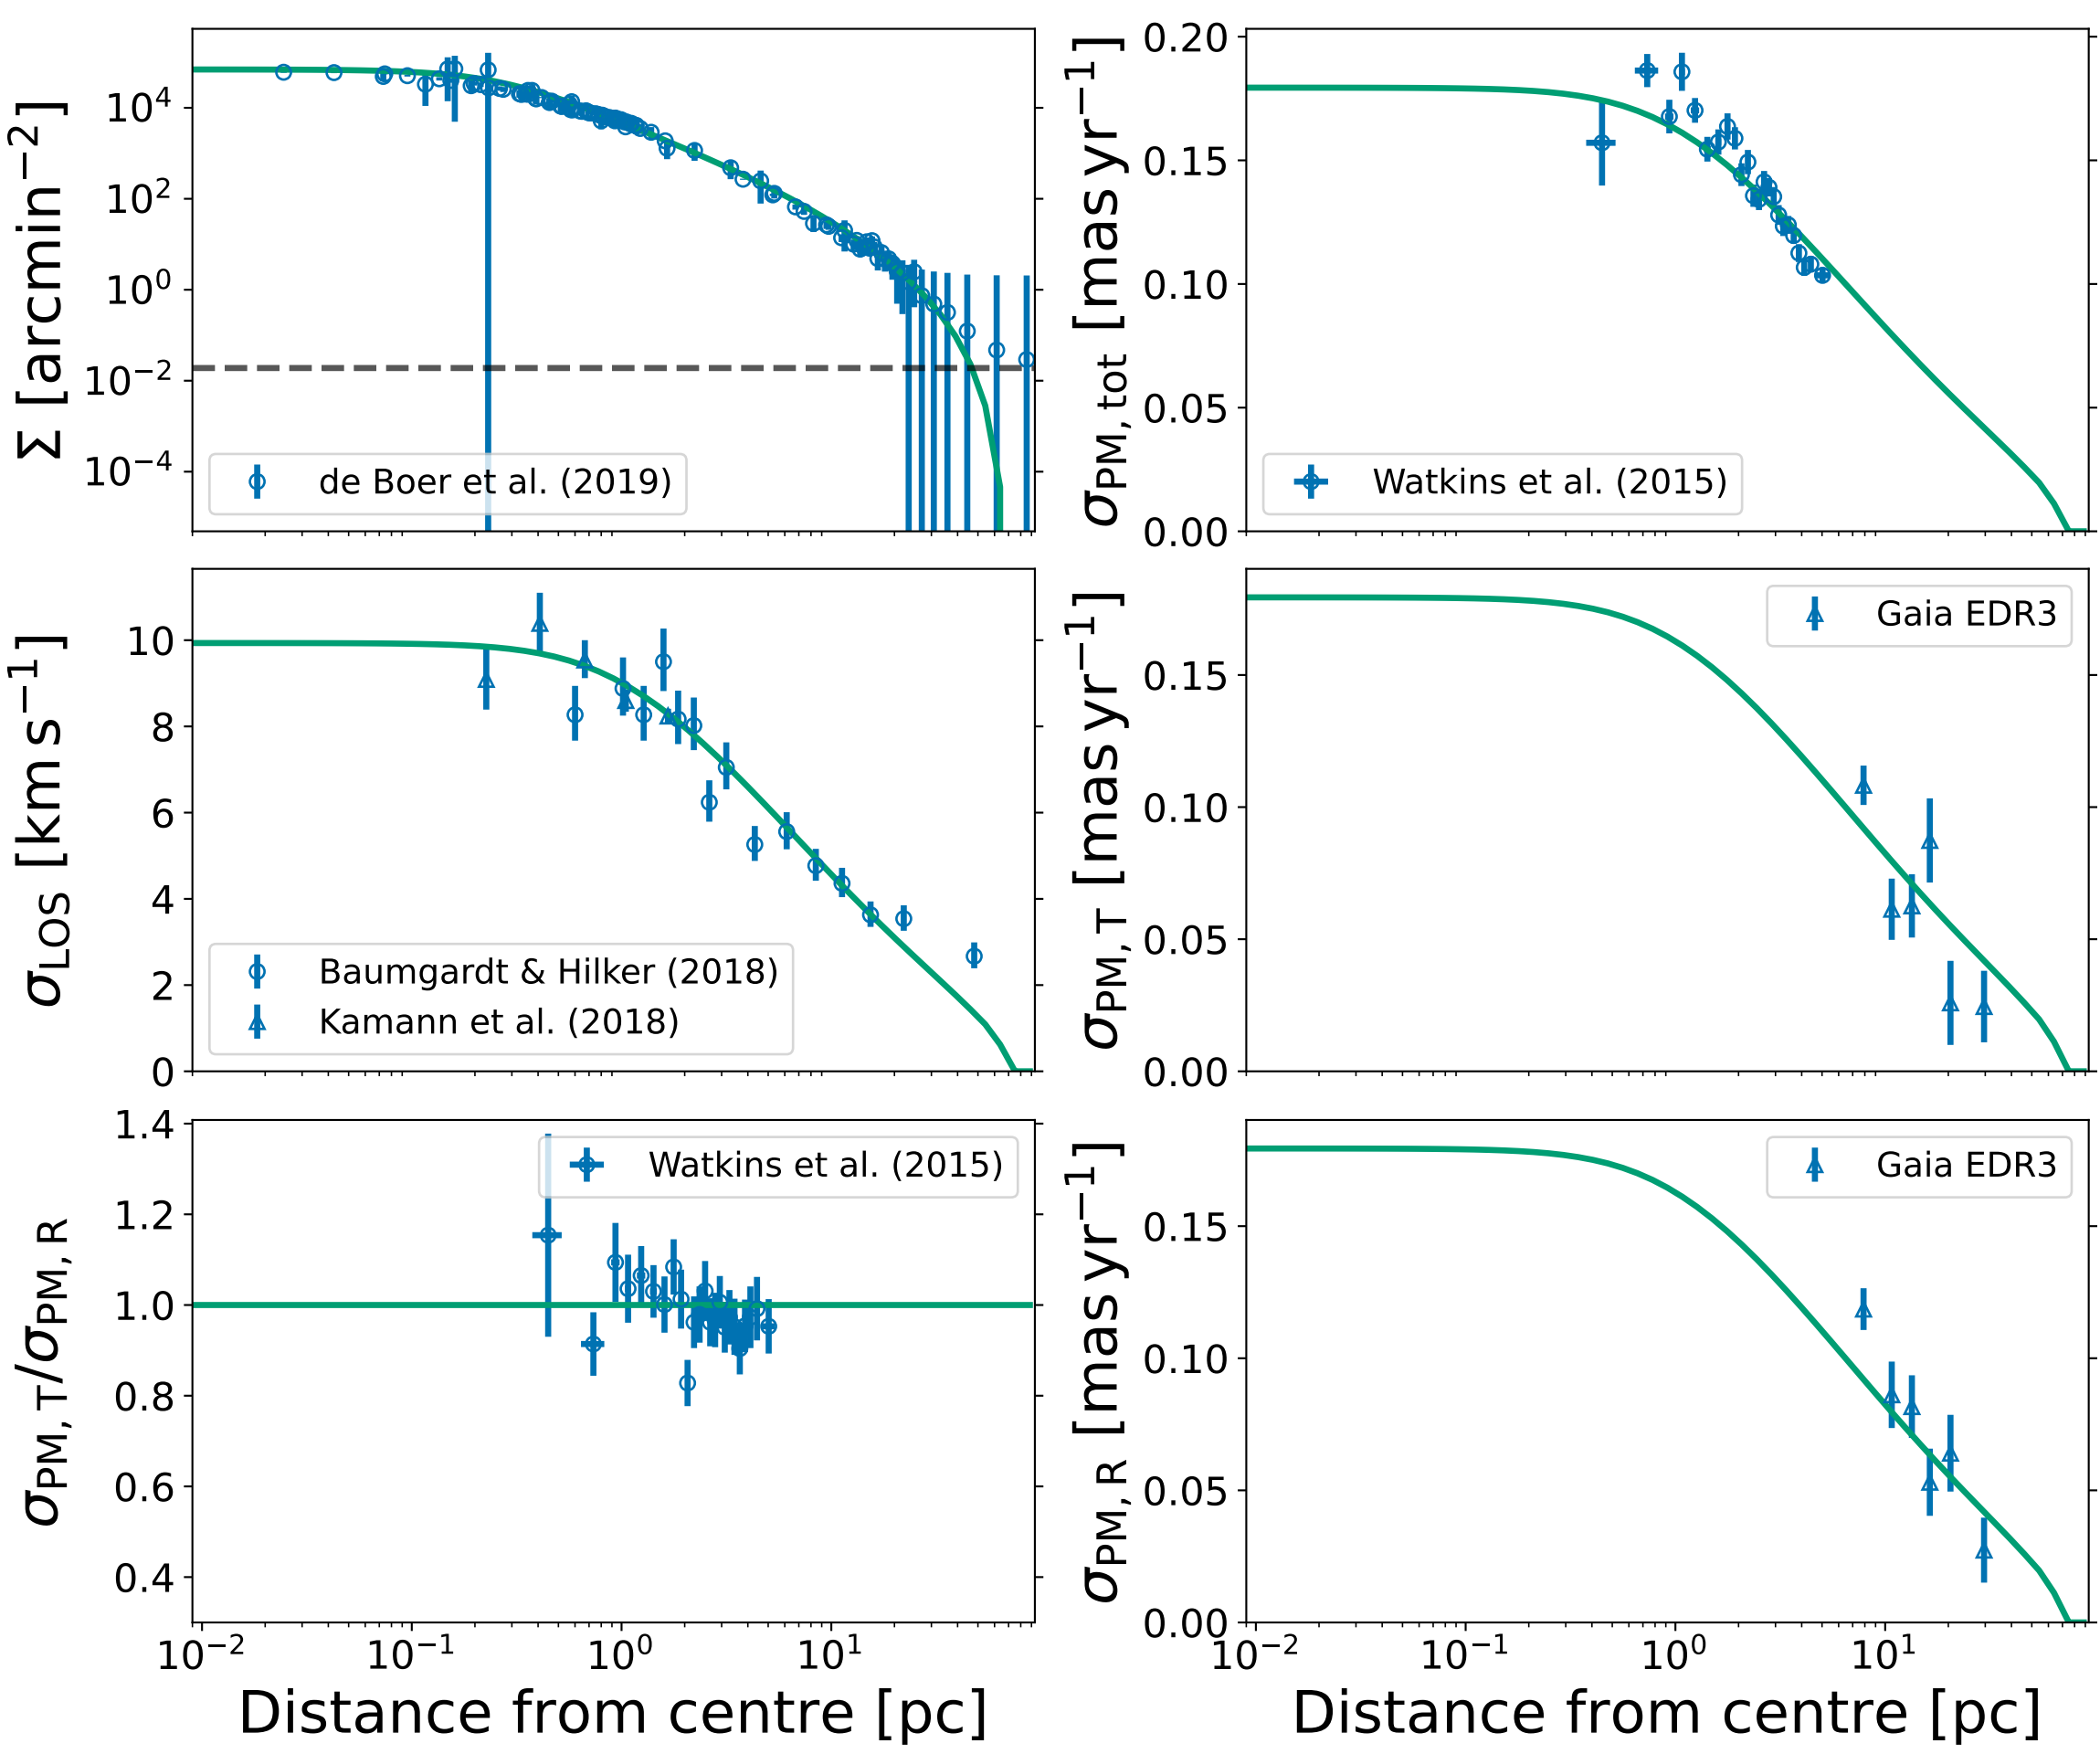 Σ [arcmin⁻²]
10⁴
10²
10⁰
10⁻²
10⁻⁴
de Boer et al. (2019)
σPM, tot [mas yr⁻¹]
0.20
0.15
0.10
0.05
0.00
Watkins et al. (2015)
σLOS [km s⁻¹]
10
8
6
4
2
0
Baumgardt & Hilker (2018)
Kamann et al. (2018)
σPM, T [mas yr⁻¹]
0.15
0.10
0.05
0.00
Gaia EDR3
σPM, T/σPM, R
1.4
1.2
1.0
0.8
0.6
0.4
Watkins et al. (2015)
10⁻² 10⁻¹ 10⁰ 10¹
Distance from centre [pc]
σPM, R [mas yr⁻¹]
0.15
0.10
0.05
0.00
Gaia EDR3
10⁻² 10⁻¹ 10⁰ 10¹
Distance from centre [pc]